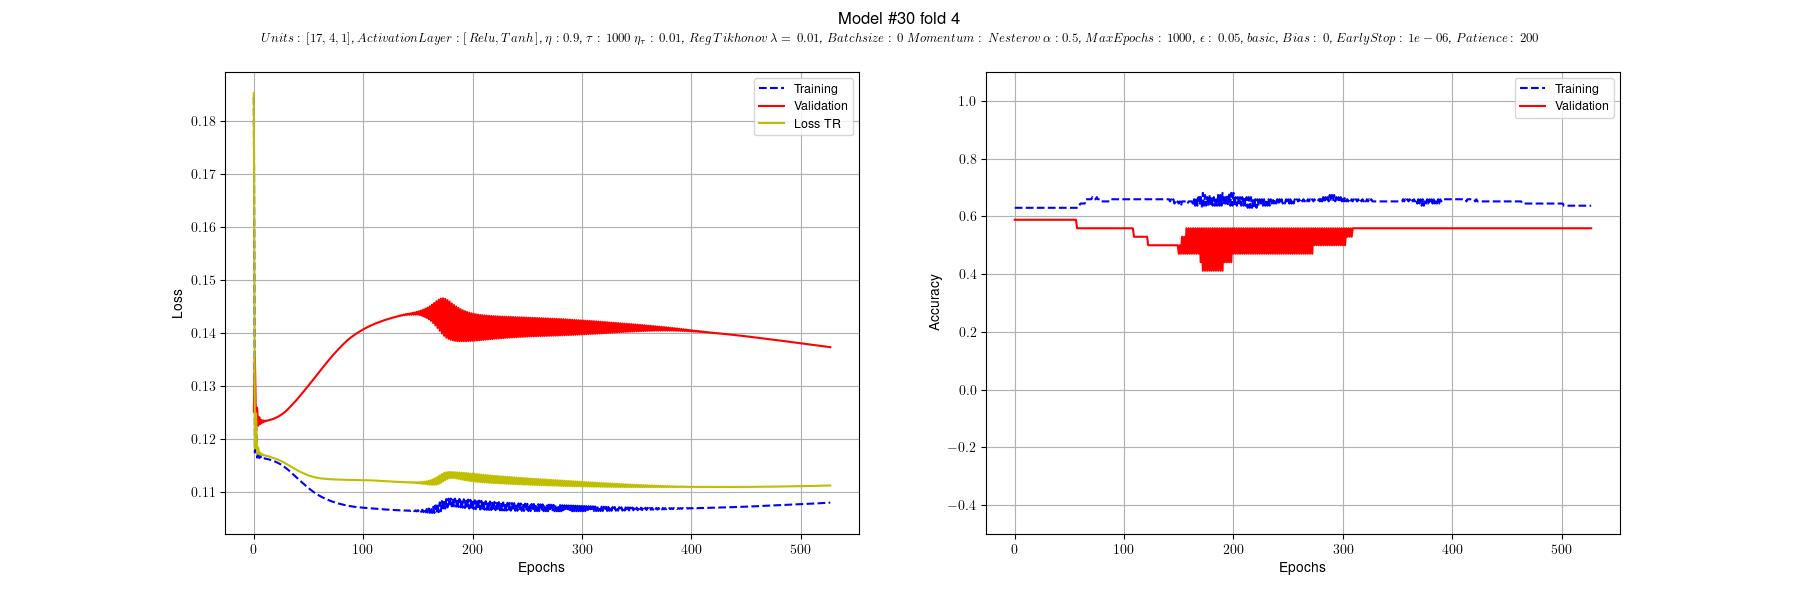 Model #30 fold 4
Units : [17, 4, 1], ActivationLayer : [ Relu, Tanh], η : 0.9, τ : 1000 ητ : 0.01, Reg Tikhonov λ = 0.01, Batchsize : 0 Momentum : Nesterov α : 0.5, MaxEpochs : 1000, ϵ : 0.05, basic, Bias : 0, EarlyStop : 1e − 06, Patience : 200
Loss
0.18
0.17
0.16
0.15
0.14
0.13
0.12
0.11
Training
Validation
Loss TR
0 100 200 300 400 500
Epochs
Accuracy
1.0
0.8
0.6
0.4
0.2
0.0
−0.2
−0.4
Training
Validation
0 100 200 300 400 500
Epochs